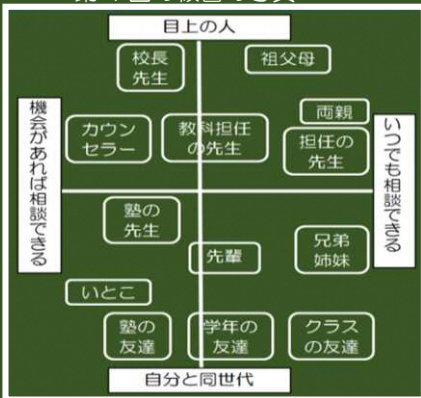 目上の人
校長
先生
祖父母
両親
カウン
セラー
教科担任
の先生
担任の
先生
機会があれば相談できる
いつでも相談できる
塾の
先生
先輩
兄弟
姉妹
いとこ
塾の
友達
学年の
友達
クラス
の友達
自分と同世代